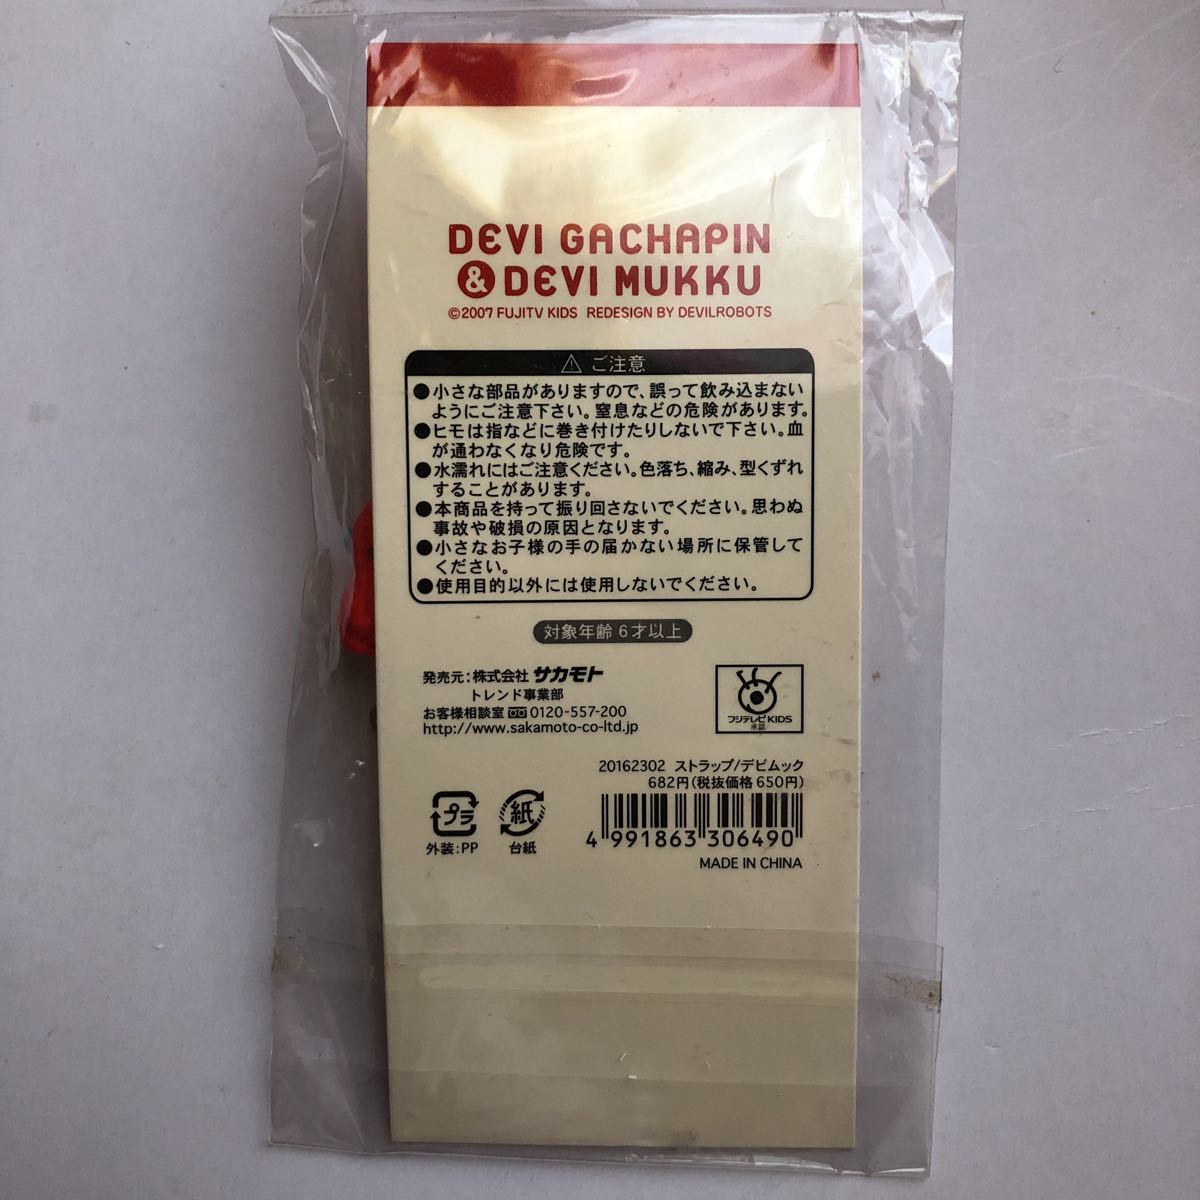 DEVI GACHAPIN
& DEVI MUKKU
©2007 FUJITV KIDS REDESIGN BY DEVILROBOTS
⚠ ご注意
●小さな部品がありますので、誤って飲み込まない
ようにご注意下さい。窒息などの危険があります。
●ヒモは指などに巻き付けたりしないで下さい。血
が通わなくなり危険です。
●水濡れにはご注意ください。色落ち、縮み、型くずれ
することがあります。
●本商品を持って振り回さないでください。思わぬ
事故や破損の原因となります。
●小さなお子様の手の届かない場所に保管して
ください。
●使用目的以外には使用しないでください。
対象年齢 6才以上
発売元：株式会社 サカモト
トレンド事業部
お客様相談室 0120-557-200
http://www.sakamoto-co-ltd.jp
フジテレビKIDS
承認
20162302 ストラップ/デビムック
682円(税抜価格 650円)
プラ
外装：PP
紙
台紙
4 991863 306490
MADE IN CHINA